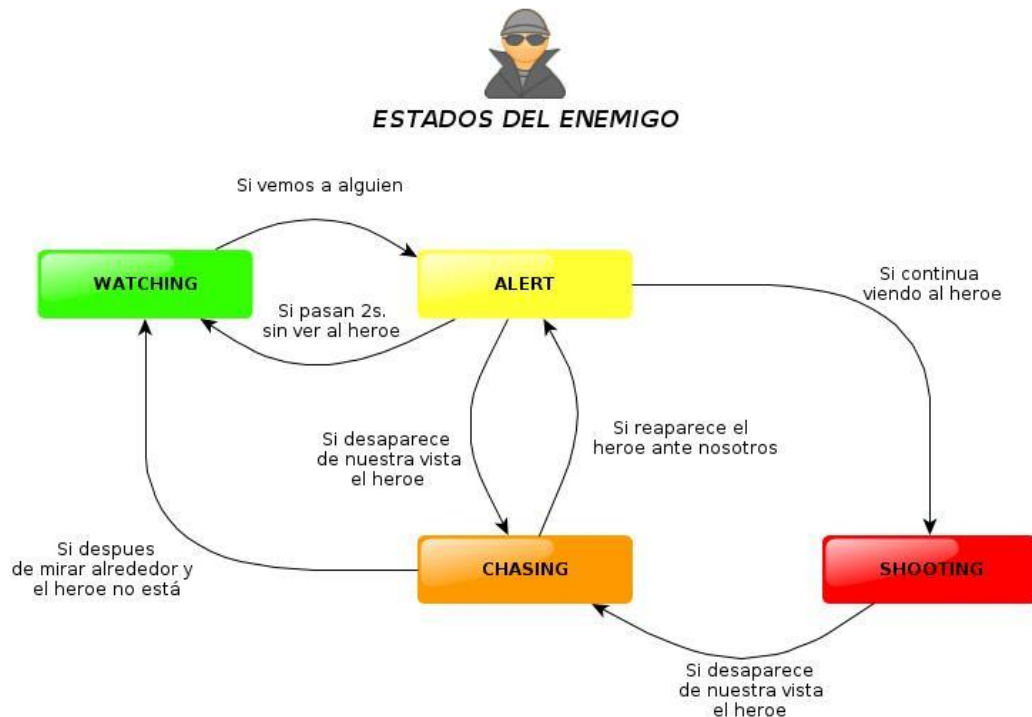 ESTADOS DEL ENEMIGO
Si vemos a alguien
WATCHING
ALERT
Si continua
viendo al heroe
Si pasan 2s.
sin ver al heroe
Si desaparece
de nuestra vista
el heroe
Si reaparece el
heroe ante nosotros
Si despues
de mirar alrededor y
el heroe no está
CHASING
SHOOTING
Si desaparece
de nuestra vista
el heroe